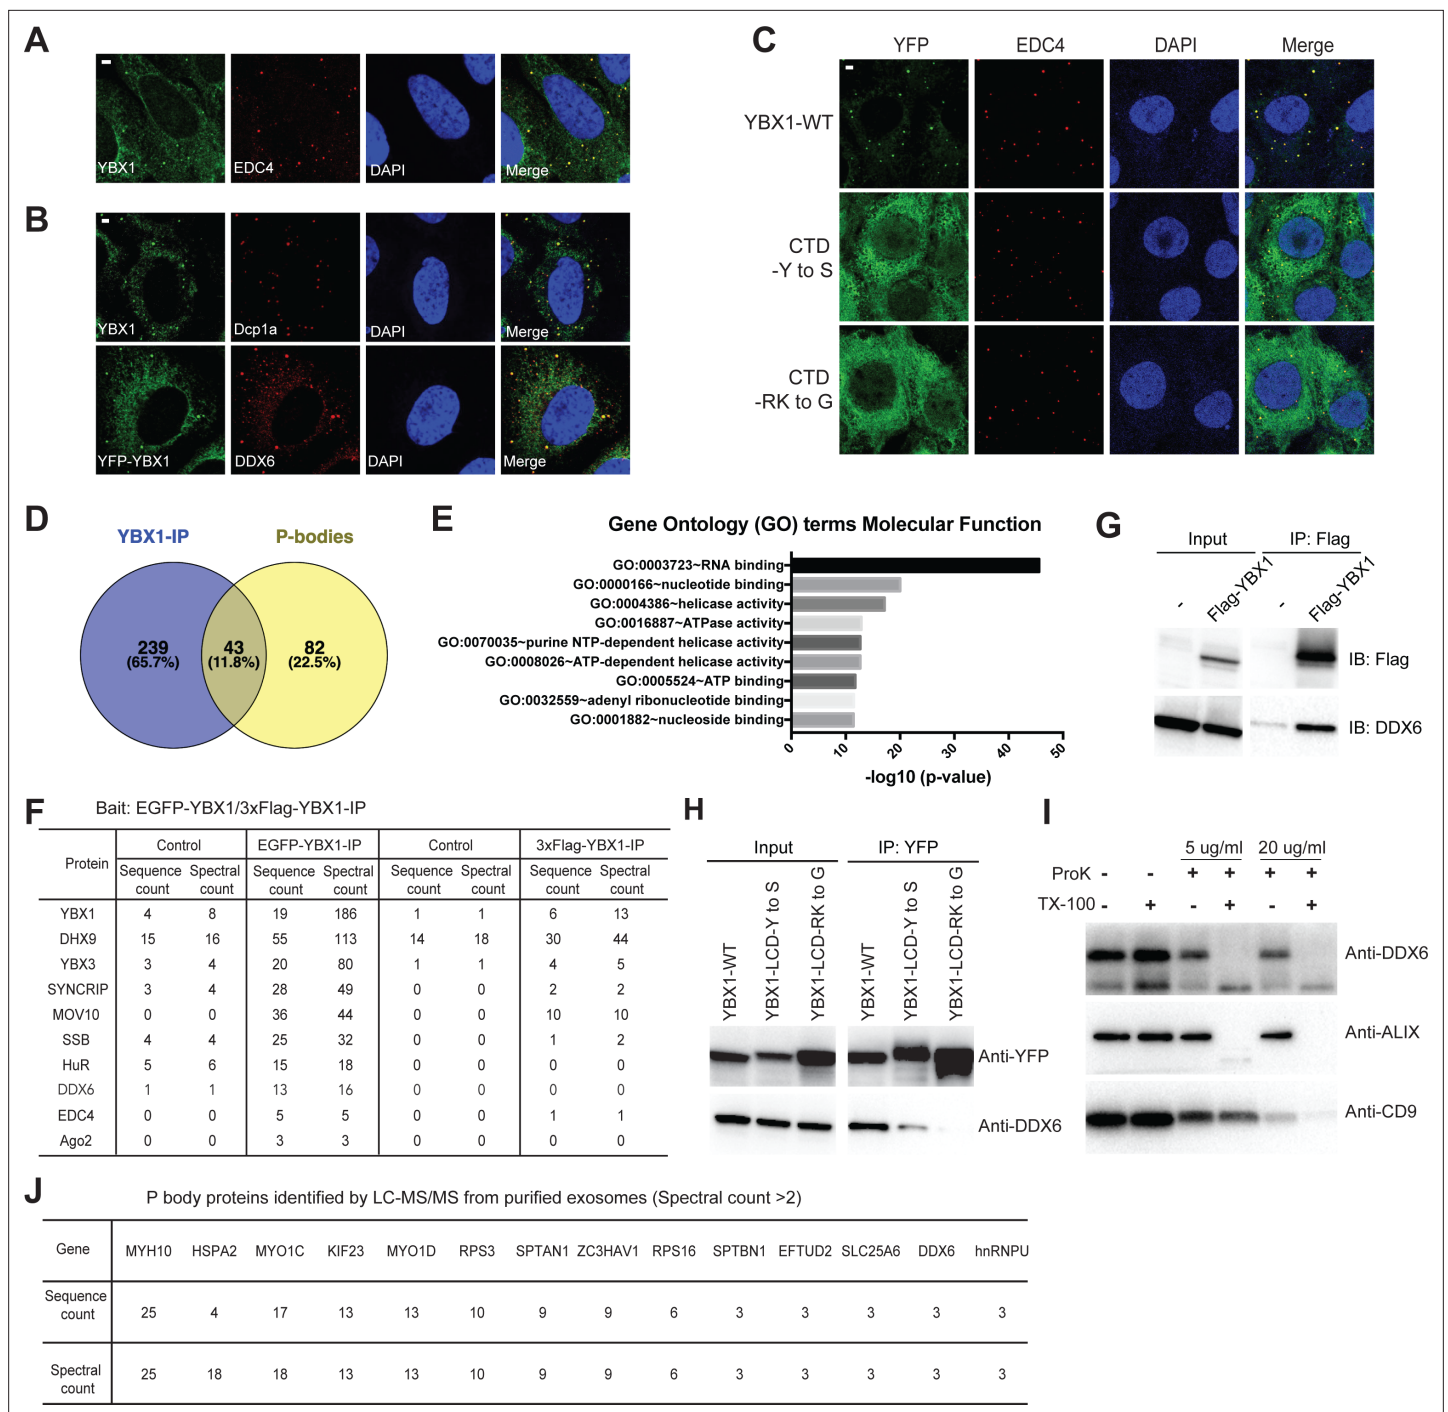 A
YBX1
EDC4
DAPI
Merge
B
YBX1
Dcp1a
DAPI
Merge
YFP-YBX1
DDX6
DAPI
Merge
C
YFP EDC4 DAPI Merge
YBX1-WT
CTD
-Y to S
CTD
-RK to G
D
YBX1-IP
P-bodies
239
(65.7%)
43
(11.8%)
82
(22.5%)
E
Gene Ontology (GO) terms Molecular Function
GO:0003723~RNA binding
GO:0000166~nucleotide binding
GO:0004386~helicase activity
GO:0016887~ATPase activity
GO:0070035~purine NTP-dependent helicase activity
GO:0008026~ATP-dependent helicase activity
GO:0005524~ATP binding
GO:0032559~adenyl ribonucleotide binding
GO:0001882~nucleoside binding
0 10 20 30 40 50
-log10 (p-value)
G
Input IP: Flag
- Flag-YBX1 - Flag-YBX1
IB: Flag
IB: DDX6
F
Bait: EGFP-YBX1/3xFlag-YBX1-IP
Protein Control EGFP-YBX1-IP Control 3xFlag-YBX1-IP
Sequence Spectral Sequence Spectral Sequence Spectral Sequence Spectral
count count count count count count count count
YBX1 4 8 19 186 1 1 6 13
DHX9 15 16 55 113 14 18 30 44
YBX3 3 4 20 80 1 1 4 5
SYNCRIP 3 4 28 49 0 0 2 2
MOV10 0 0 36 44 0 0 10 10
SSB 4 4 25 32 0 0 1 2
HuR 5 6 15 18 0 0 0 0
DDX6 1 1 13 16 0 0 0 0
EDC4 0 0 5 5 0 0 1 1
Ago2 0 0 3 3 0 0 0 0
H
Input IP: YFP
YBX1-WT YBX1-LCD-Y to S YBX1-LCD-RK to G YBX1-WT YBX1-LCD-Y to S YBX1-LCD-RK to G
Anti-YFP
Anti-DDX6
I
5 ug/ml 20 ug/ml
ProK - - + + + +
TX-100 - + - + - +
Anti-DDX6
Anti-ALIX
Anti-CD9
J
P body proteins identified by LC-MS/MS from purified exosomes (Spectral count >2)
Gene MYH10 HSPA2 MYO1C KIF23 MYO1D RPS3 SPTAN1 ZC3HAV1 RPS16 SPTBN1 EFTUD2 SLC25A6 DDX6 hnRNPU
Sequence
count 25 4 17 13 13 10 9 9 6 3 3 3 3 3
Spectral
count 25 18 18 13 13 10 9 9 6 3 3 3 3 3